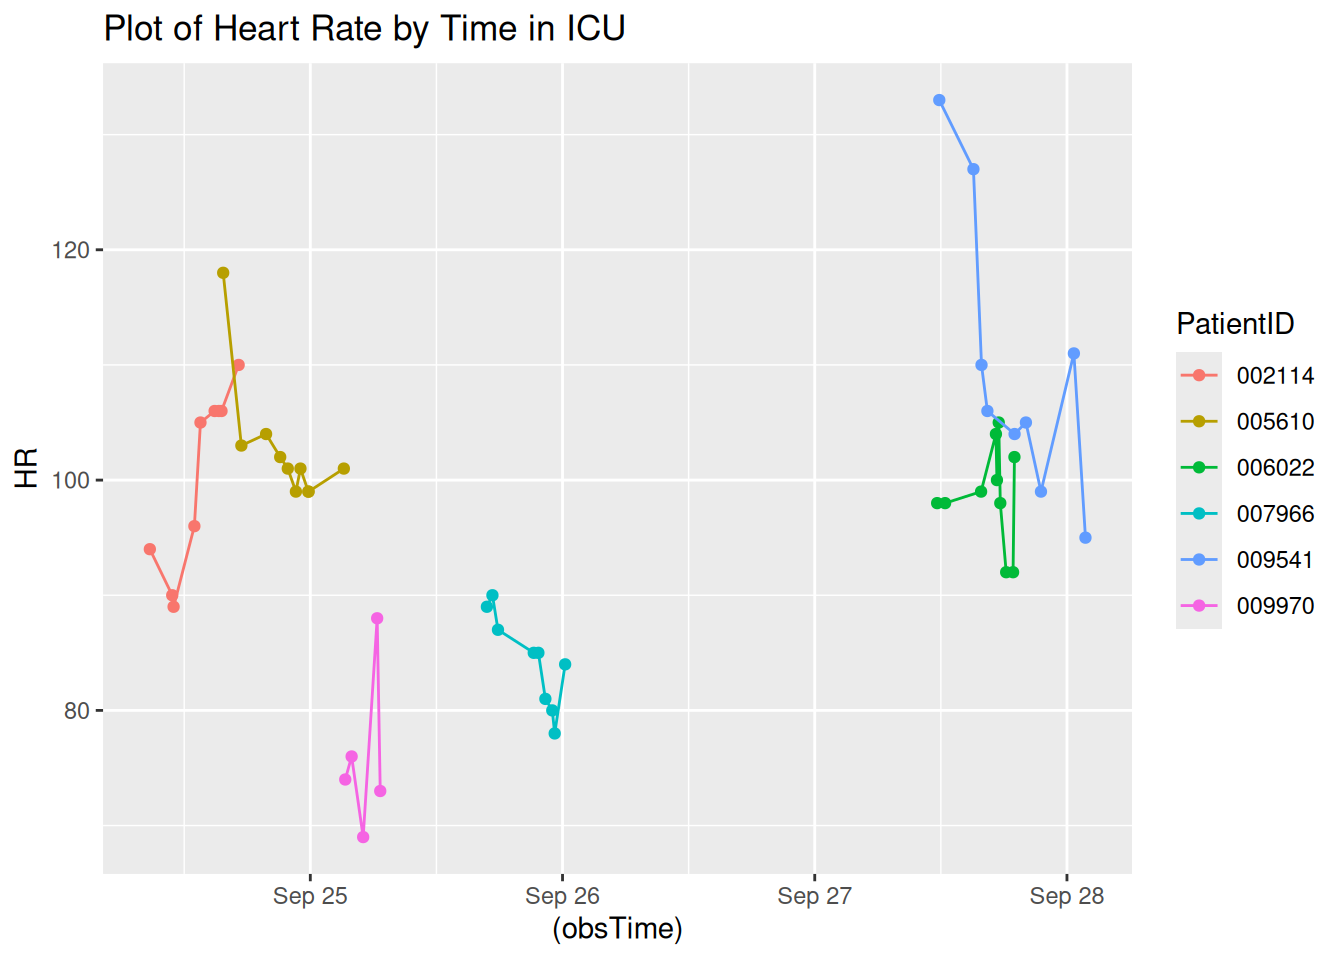 Plot of Heart Rate by Time in ICU
120
100
80
HR
Sep 25
Sep 26
Sep 27
Sep 28
(obsTime)
PatientID
002114
005610
006022
007966
009541
009970